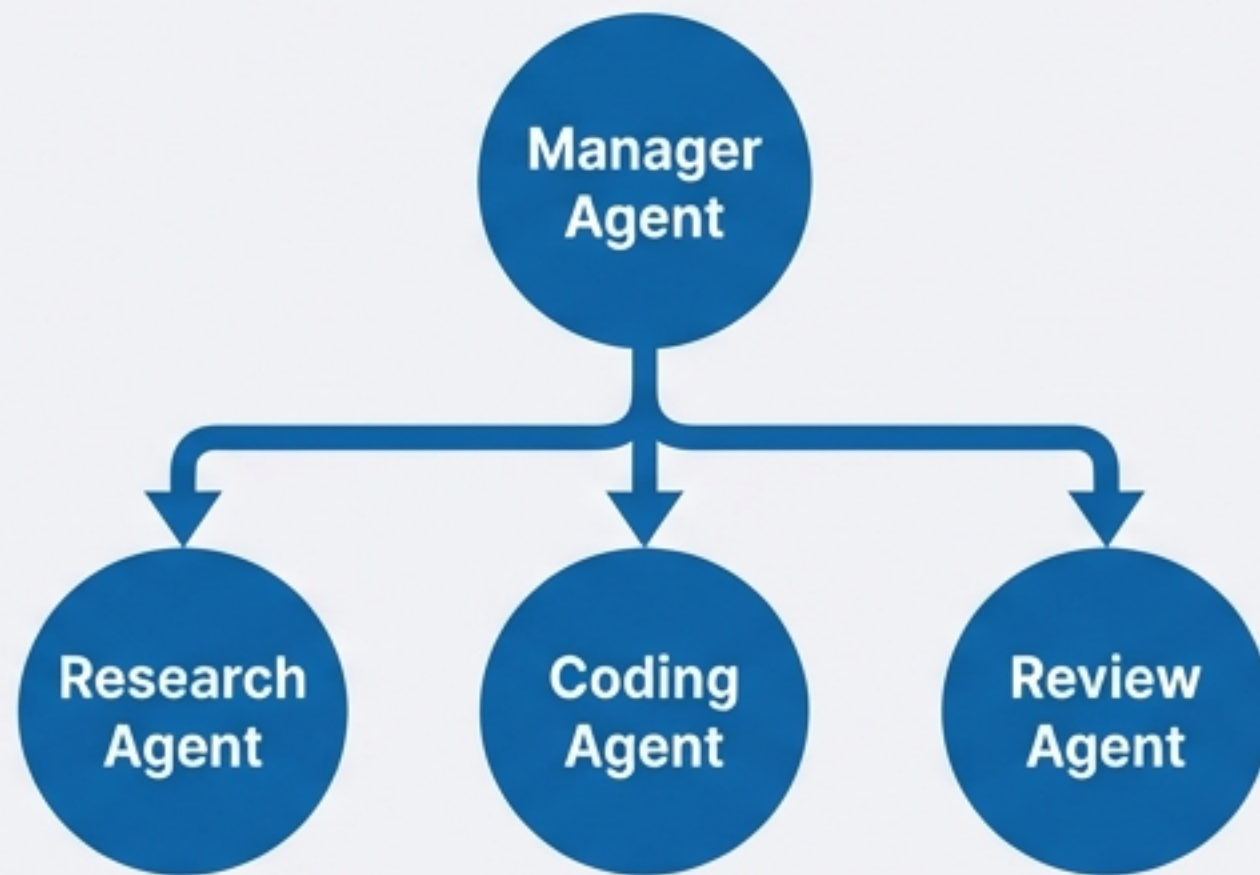 Manager
Agent
Research
Agent
Coding
Agent
Review
Agent